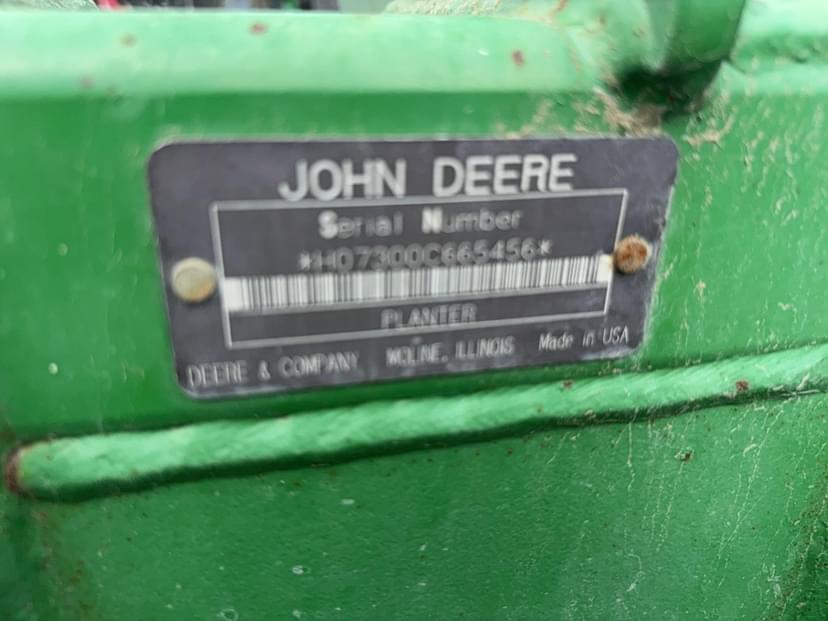 JOHN DEERE
Serial Number
*H07300C665456*
PLANTER
DEERE & COMPANY MOLINE, ILLINOIS Made in USA